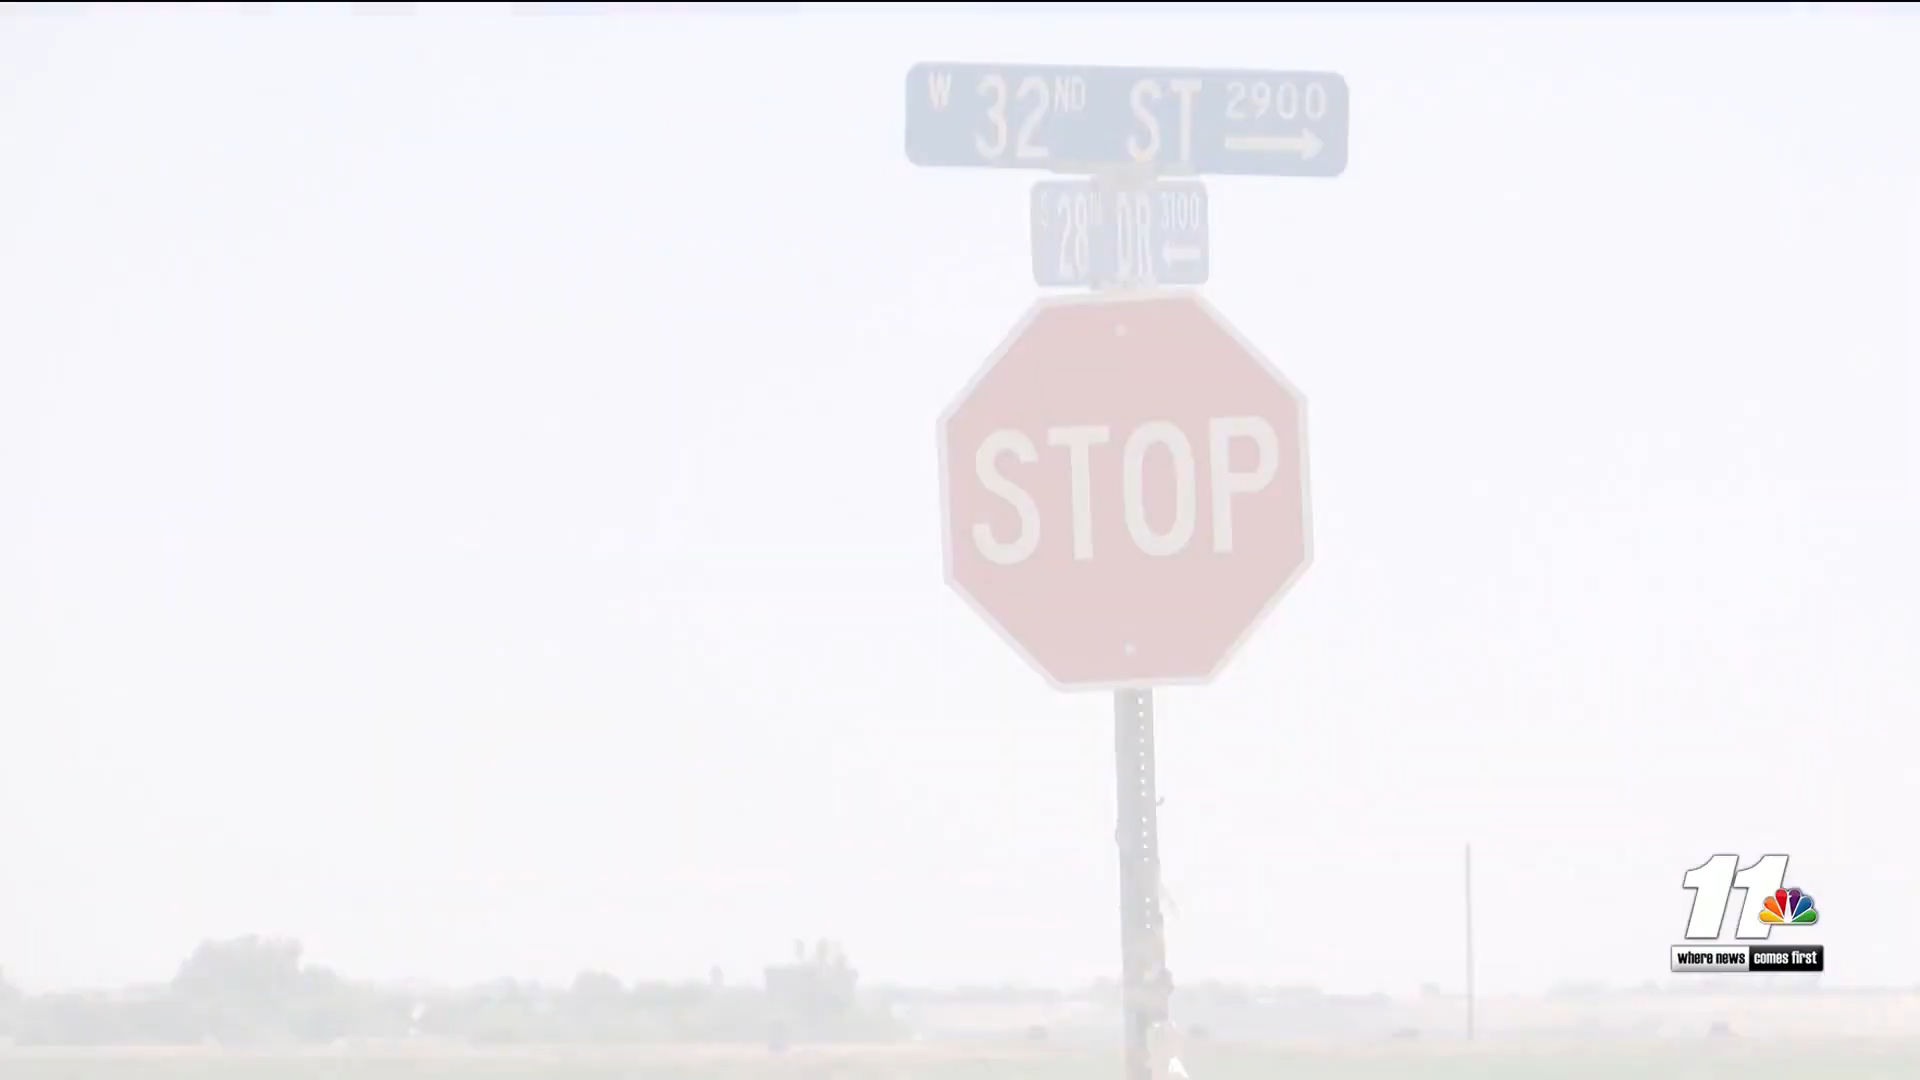 W 32ND ST 2900
S 28TH DR 3100
STOP
11
where news comes first